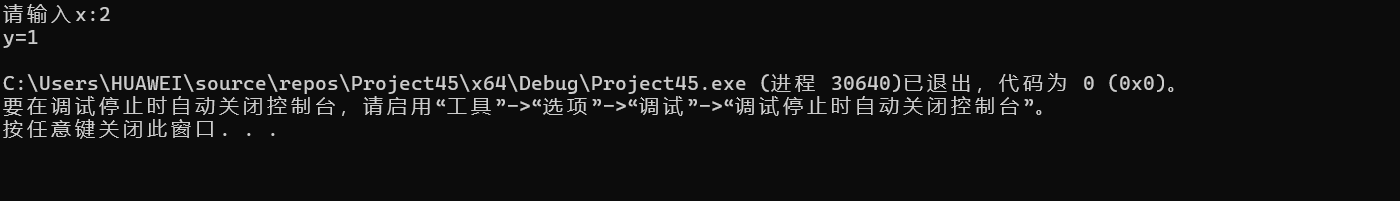 请输入x:2
y=1
C:\Users\HUAWEI\source\repos\Project45\x64\Debug\Project45.exe (进程 30640)已退出，代码为 0 (0x0)。
要在调试停止时自动关闭控制台，请启用“工具”->“选项”->“调试”->“调试停止时自动关闭控制台”。
按任意键关闭此窗口. . .